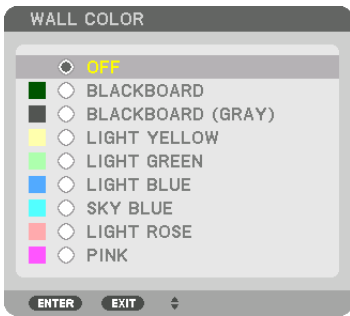 WALL COLOR
OFF
BLACKBOARD
BLACKBOARD (GRAY)
LIGHT YELLOW
LIGHT GREEN
LIGHT BLUE
SKY BLUE
LIGHT ROSE
PINK
ENTER EXIT